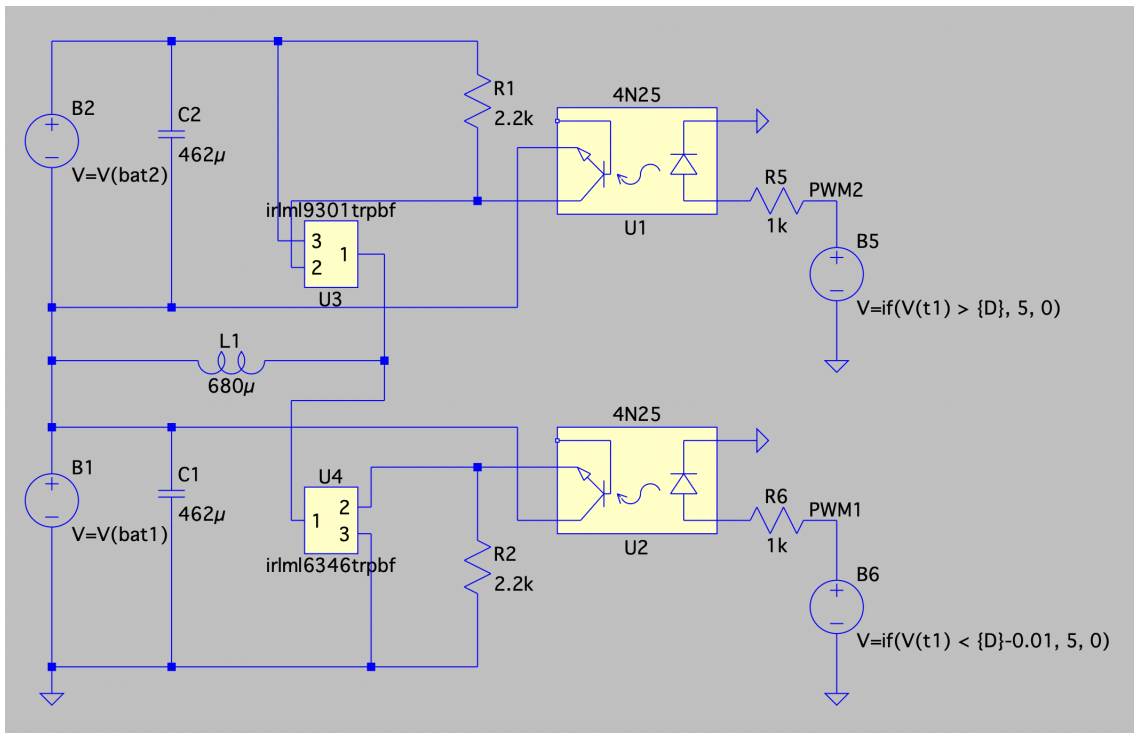 B2
+
−
V=V(bat2)
C2
462µ
R1
2.2k
4N25
U1
R5
1k
PWM2
B5
+
−
V=if(V(t1) > {D}, 5, 0)
irlml9301trpbf
3
2
1
U3
L1
680µ
B1
+
−
V=V(bat1)
C1
462µ
U4
1
2
3
irlml6346trpbf
R2
2.2k
4N25
U2
R6
1k
PWM1
B6
+
−
V=if(V(t1) < {D}-0.01, 5, 0)